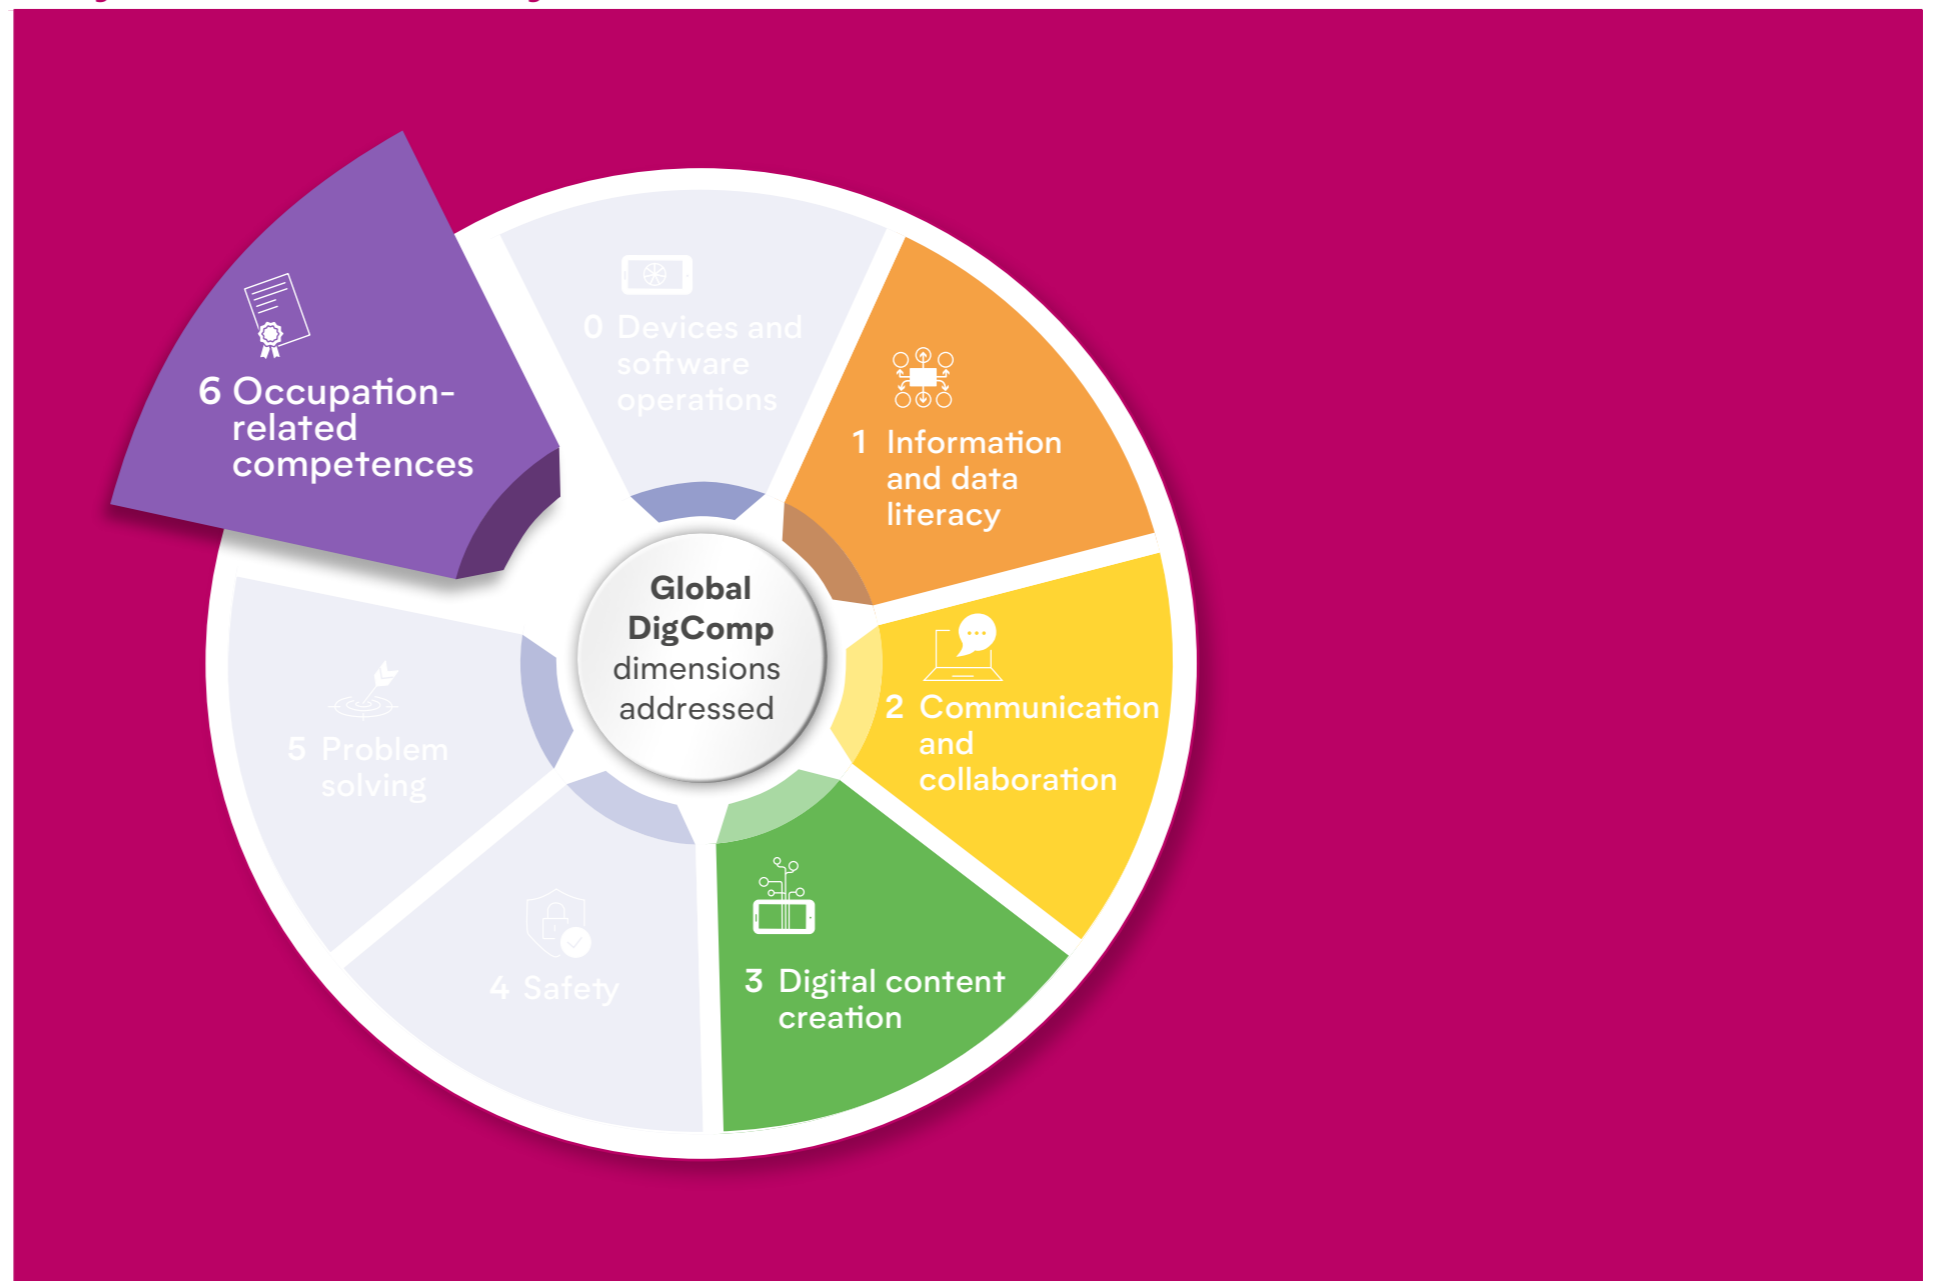 Global
DigComp
dimensions
addressed
0 Devices and
software
operations
1 Information
and data
literacy
2 Communication
and
collaboration
3 Digital content
creation
4 Safety
5 Problem
solving
6 Occupation-
related
competences